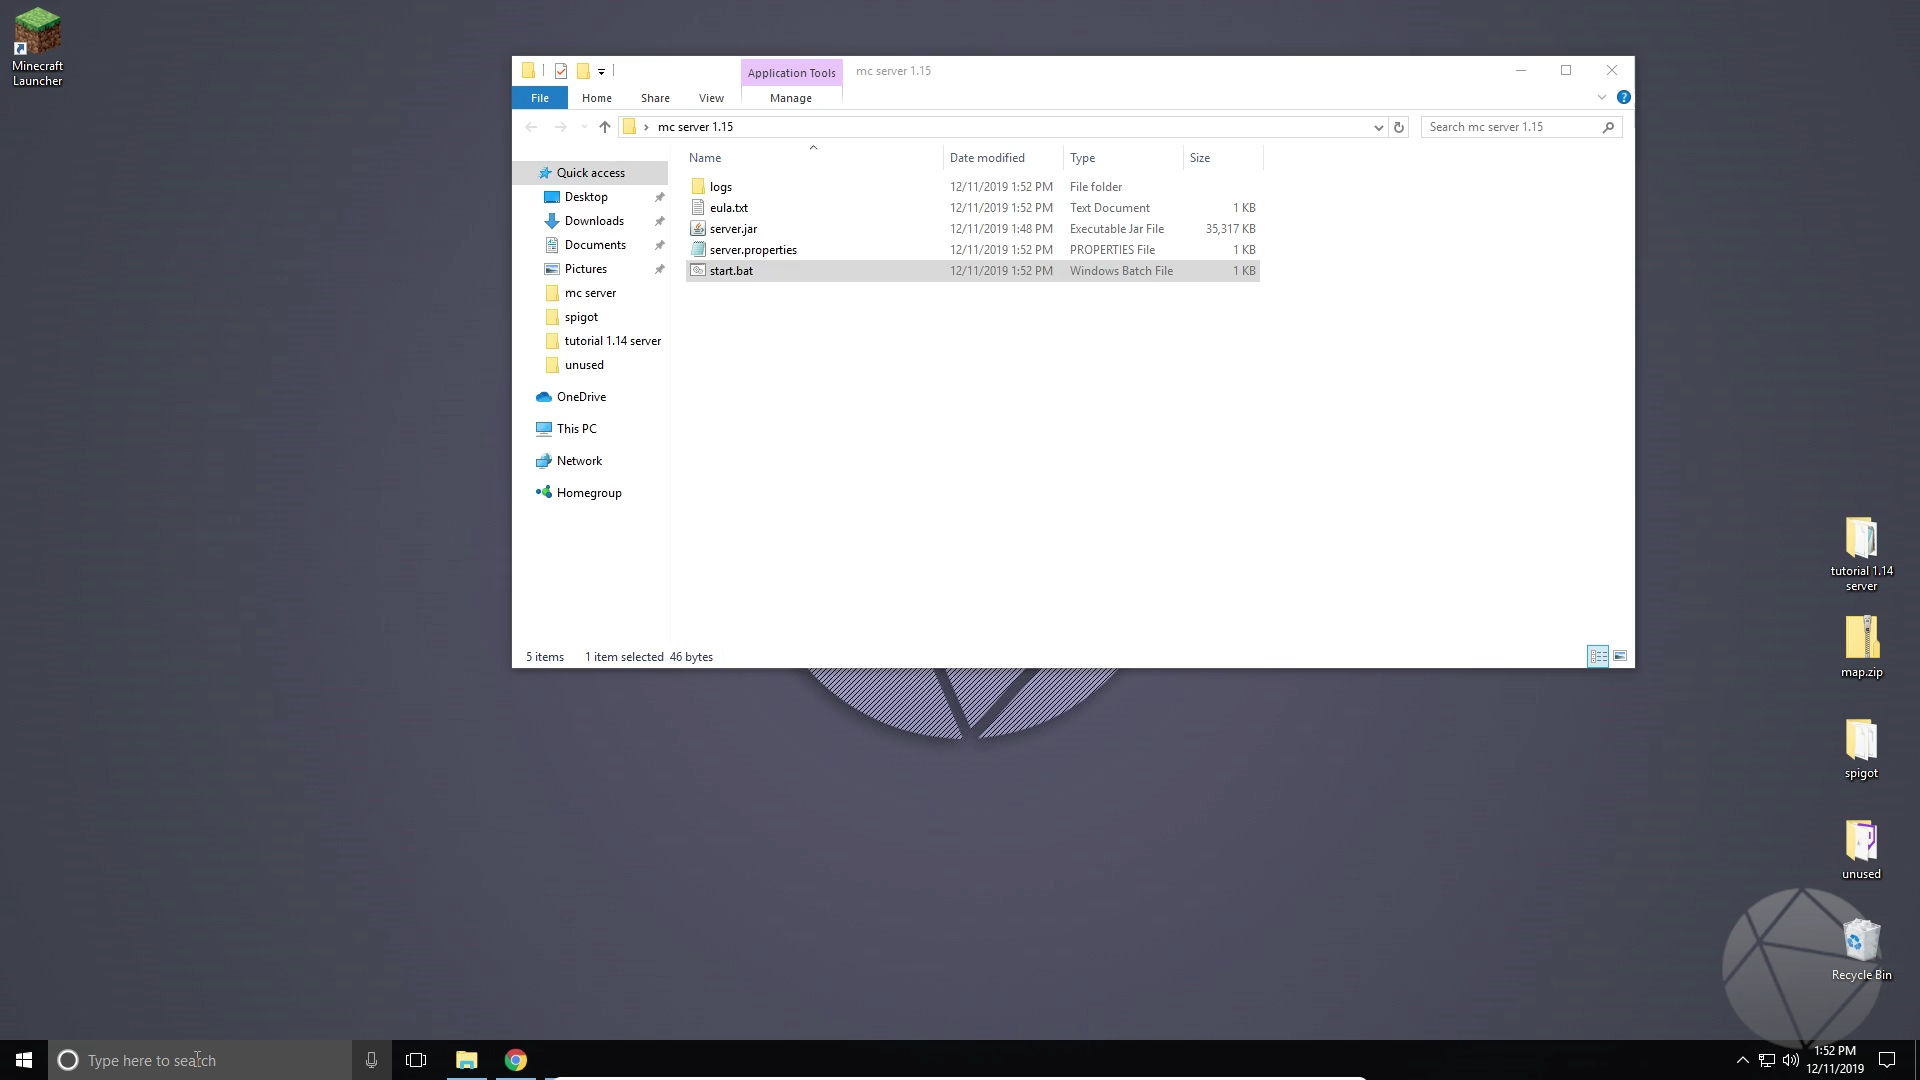 Minecraft
Launcher
Application Tools
mc server 1.15
File
Home
Share
View
Manage
mc server 1.15
Search mc server 1.15
Name
Date modified
Type
Size
Quick access
Desktop
Downloads
Documents
Pictures
mc server
spigot
tutorial 1.14 server
unused
OneDrive
This PC
Network
Homegroup
logs 12/11/2019 1:52 PM File folder
eula.txt 12/11/2019 1:52 PM Text Document 1 KB
server.jar 12/11/2019 1:48 PM Executable Jar File 35,317 KB
server.properties 12/11/2019 1:52 PM PROPERTIES File 1 KB
start.bat 12/11/2019 1:52 PM Windows Batch File 1 KB
5 items 1 item selected 46 bytes
tutorial 1.14
server
map.zip
spigot
unused
Recycle Bin
Type here to search
1:52 PM
12/11/2019